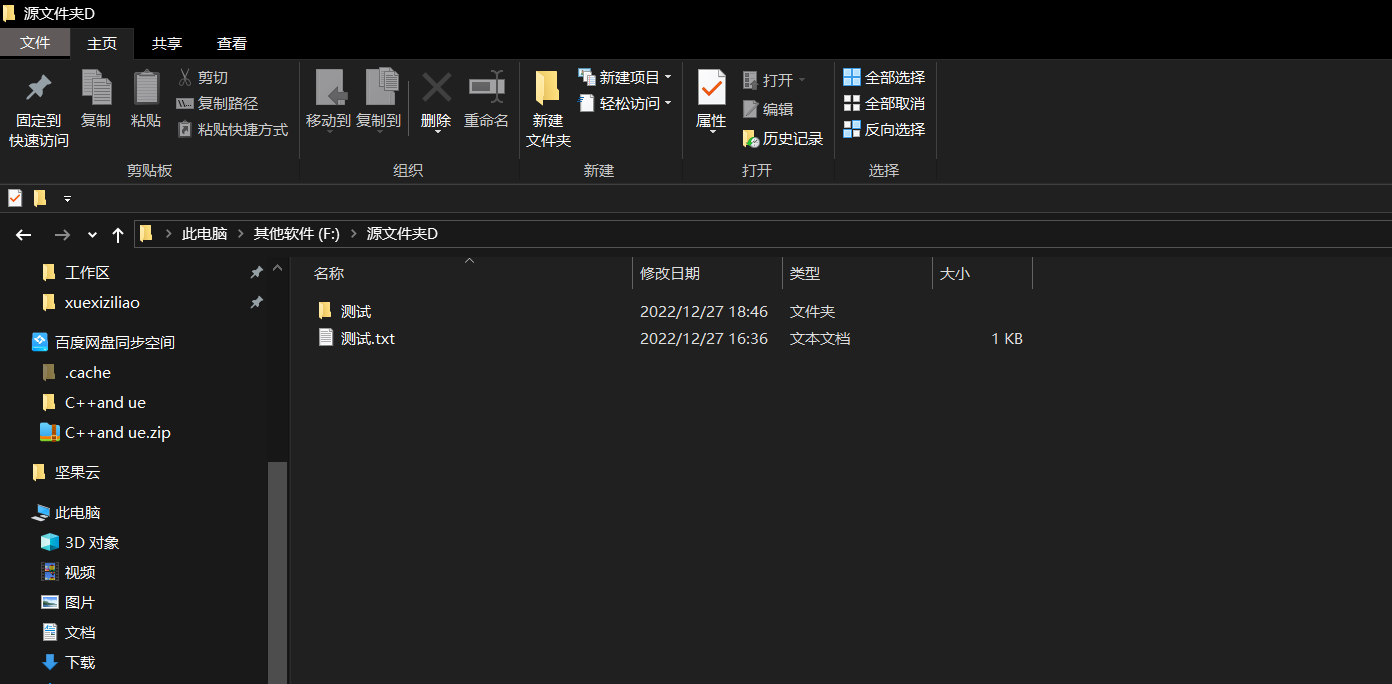 源文件夹D
文件 主页 共享 查看
固定到快速访问
复制
粘贴
剪切
复制路径
粘贴快捷方式
移动到
复制到
删除
重命名
新建文件夹
新建项目
轻松访问
属性
打开
编辑
历史记录
全部选择
全部取消
反向选择
剪贴板 组织 新建 打开 选择
此电脑 > 其他软件 (F:) > 源文件夹D
工作区
xuexiziliao
百度网盘同步空间
.cache
C++and ue
C++and ue.zip
坚果云
此电脑
3D 对象
视频
图片
文档
下载
名称 修改日期 类型 大小
测试 2022/12/27 18:46 文件夹
测试.txt 2022/12/27 16:36 文本文档 1 KB